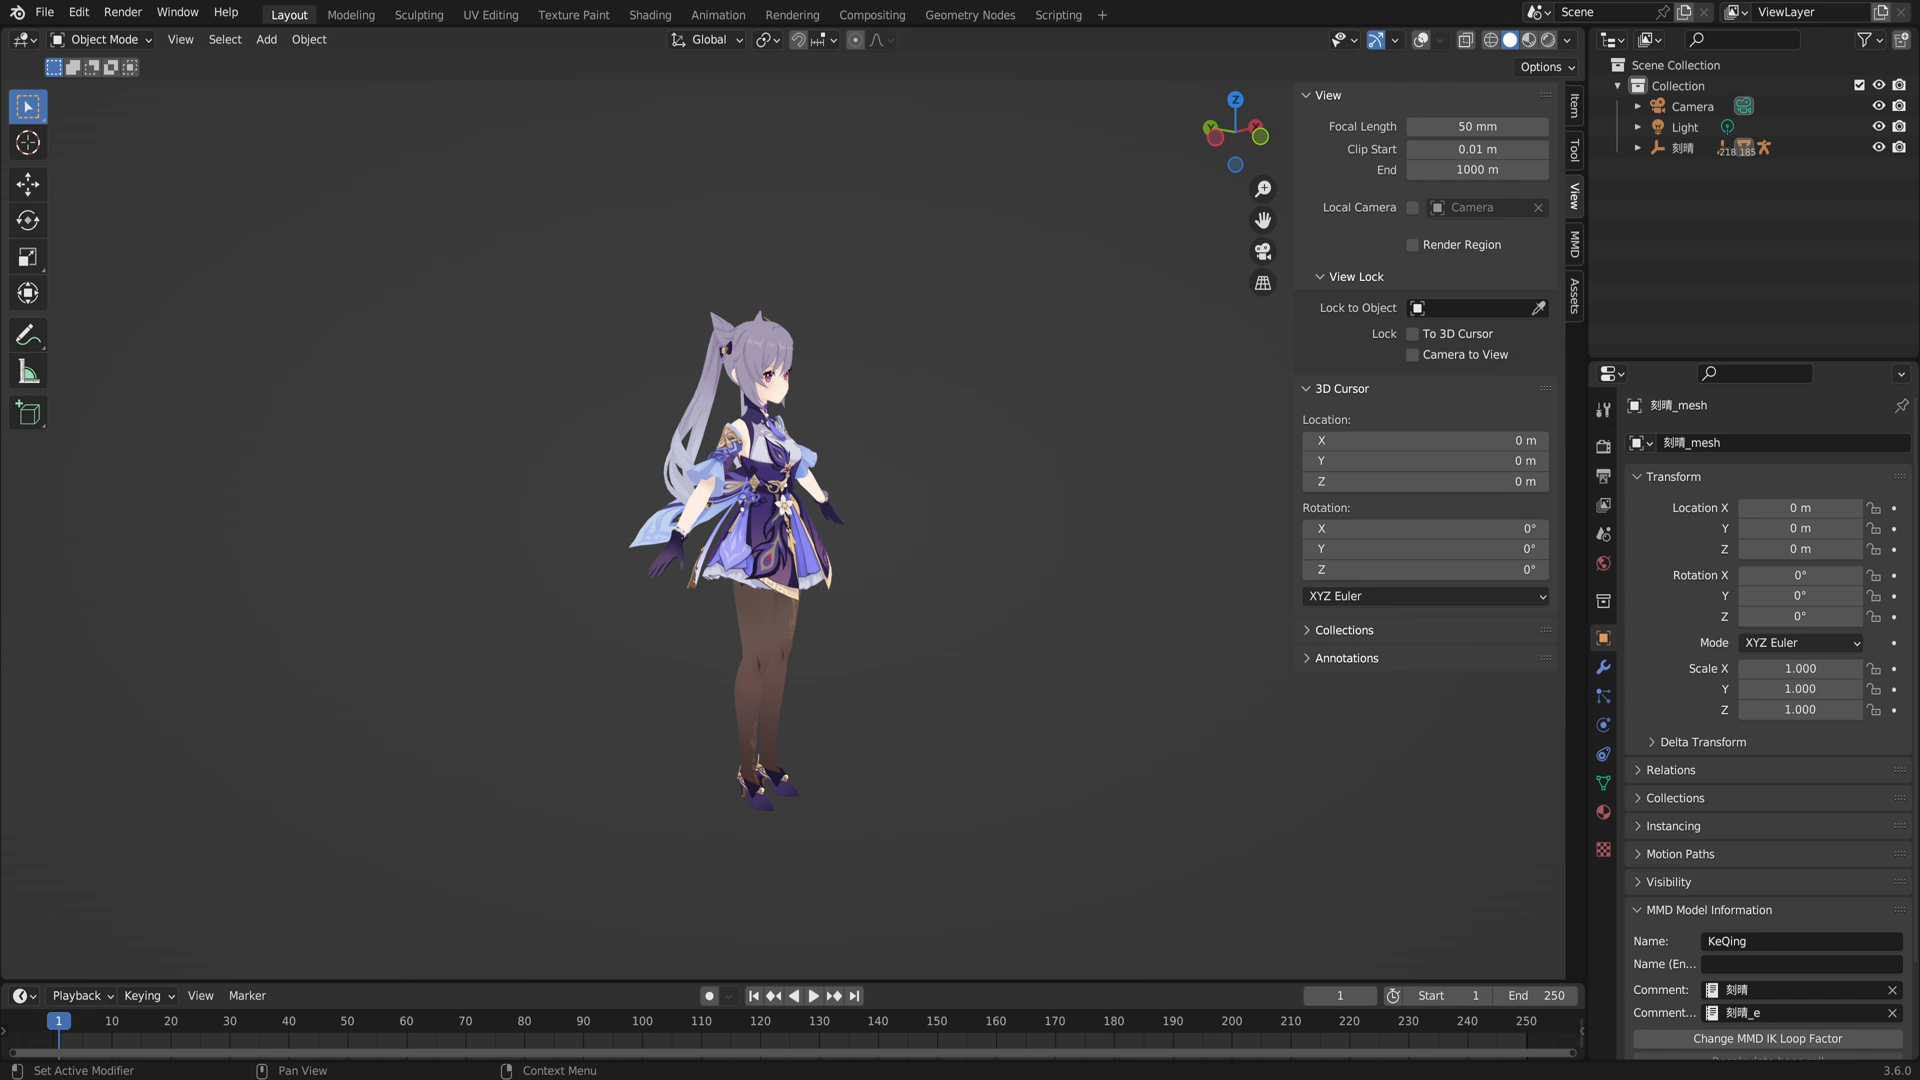 File Edit Render Window Help Layout Modeling Sculpting UV Editing Texture Paint Shading Animation Rendering Compositing Geometry Nodes Scripting + Scene ViewLayer
Object Mode View Select Add Object Global
Options
View
Focal Length 50 mm
Clip Start 0.01 m
End 1000 m
Local Camera Camera
Render Region
View Lock
Lock to Object
Lock To 3D Cursor
Camera to View
3D Cursor
Location:
X 0 m
Y 0 m
Z 0 m
Rotation:
X 0°
Y 0°
Z 0°
XYZ Euler
Collections
Annotations
Item
Tool
View
MMD
Assets
Z
Y
X
Scene Collection
Collection
Camera
Light
刻晴 218 185
刻晴_mesh
刻晴_mesh
Transform
Location X 0 m
Y 0 m
Z 0 m
Rotation X 0°
Y 0°
Z 0°
Mode XYZ Euler
Scale X 1.000
Y 1.000
Z 1.000
Delta Transform
Relations
Collections
Instancing
Motion Paths
Visibility
MMD Model Information
Name: KeQing
Name (En...
Comment: 刻晴
Comment... 刻晴_e
Change MMD IK Loop Factor
Playback Keying View Marker 1 Start 1 End 250
1 10 20 30 40 50 60 70 80 90 100 110 120 130 140 150 160 170 180 190 200 210 220 230 240 250
Set Active Modifier Pan View Context Menu 3.6.0